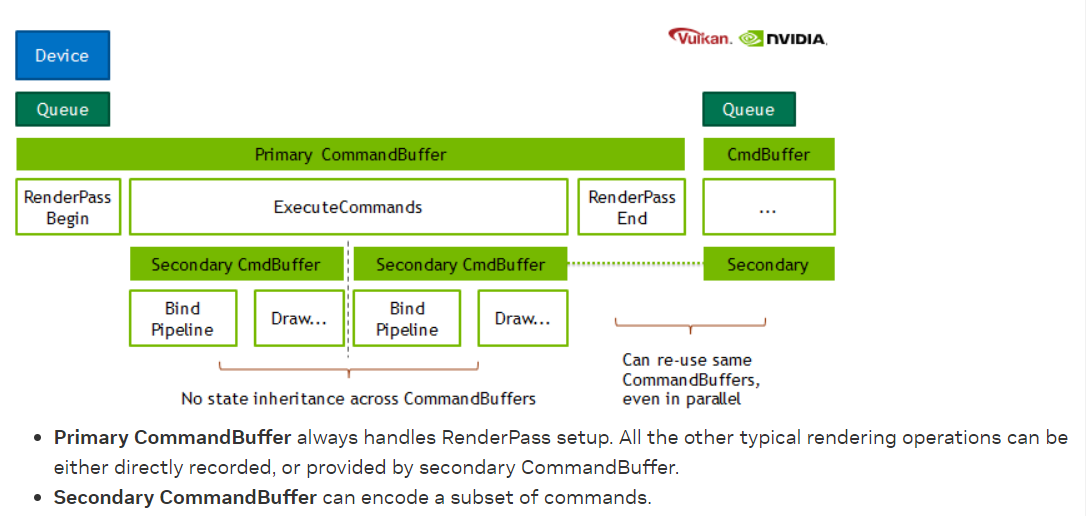 Vulkan. NVIDIA.
Device
Queue
Queue
Primary CommandBuffer
CmdBuffer
RenderPass
Begin
ExecuteCommands
RenderPass
End
...
Secondary CmdBuffer
Secondary CmdBuffer
Secondary
Bind
Pipeline
Draw...
Bind
Pipeline
Draw...
No state inheritance across CommandBuffers
Can re-use same
CommandBuffers,
even in parallel
• Primary CommandBuffer always handles RenderPass setup. All the other typical rendering operations can be
either directly recorded, or provided by secondary CommandBuffer.
• Secondary CommandBuffer can encode a subset of commands.